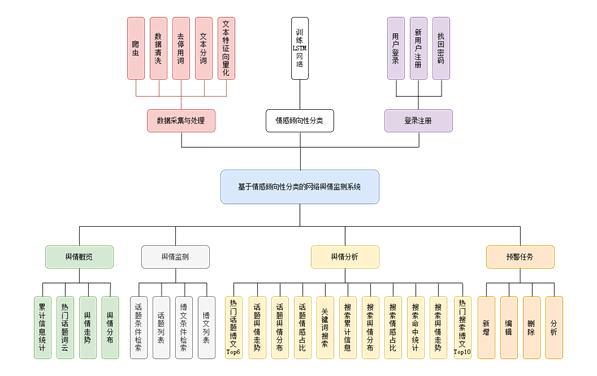 爬虫
数据清洗
去停用词
文本分词
文本特征向量化
训练LSTM网络
用户登录
新用户注册
找回密码
数据采集与处理
情感倾向性分类
登录注册
基于情感倾向性分类的网络舆情监测系统
舆情概览
舆情监测
舆情分析
预警任务
累计信息统计
热门话题词云
舆情走势
舆情分布
话题条件检索
话题列表
博文条件检索
博文列表
热门话题博文Top6
话题舆情走势
话题舆情分布
话题情感占比
关键词搜索
搜索累计信息
搜索舆情分布
搜索情感占比
搜索命中统计
搜索舆情走势
热门搜索博文Top10
新增
编辑
删除
分析